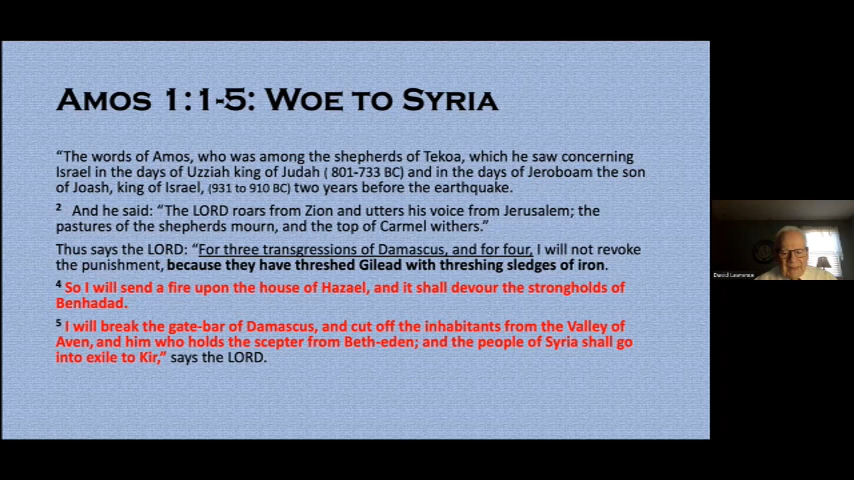 AMOS 1:1-5: WOE TO SYRIA
“The words of Amos, who was among the shepherds of Tekoa, which he saw concerning
Israel in the days of Uzziah king of Judah ( 801-733 BC) and in the days of Jeroboam the son
of Joash, king of Israel, (931 to 910 BC) two years before the earthquake.
2 And he said: “The LORD roars from Zion and utters his voice from Jerusalem; the
pastures of the shepherds mourn, and the top of Carmel withers.”
Thus says the LORD: “For three transgressions of Damascus, and for four, I will not revoke
the punishment, because they have threshed Gilead with threshing sledges of iron.
4 So I will send a fire upon the house of Hazael, and it shall devour the strongholds of
Benhadad.
5 I will break the gate-bar of Damascus, and cut off the inhabitants from the Valley of
Aven, and him who holds the scepter from Beth-eden; and the people of Syria shall go
into exile to Kir,” says the LORD.
David Lawrence